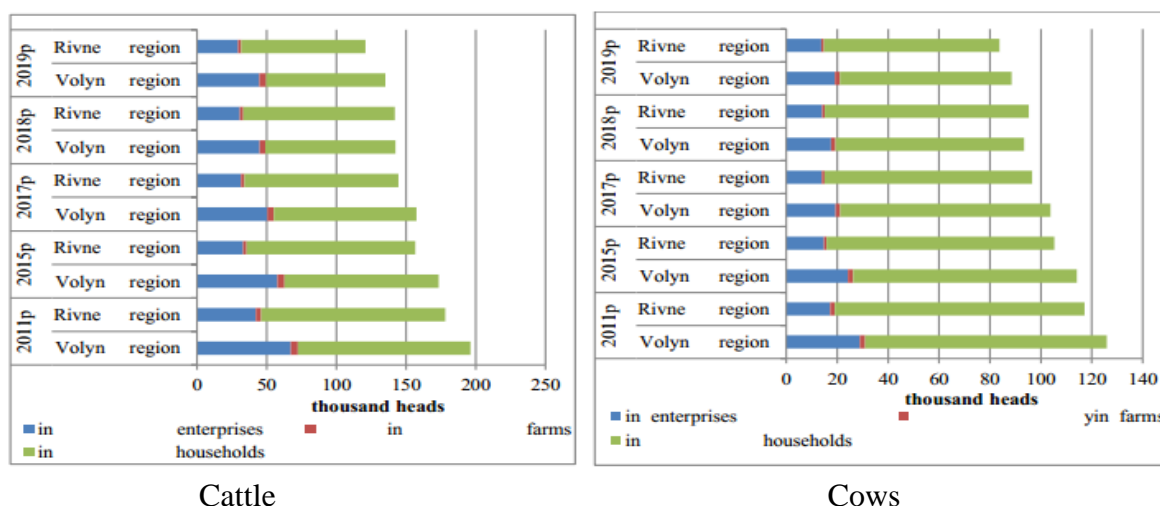 2019p Rivne region
Volyn region
2018p Rivne region
Volyn region
2017p Rivne region
Volyn region
2015p Rivne region
Volyn region
2011p Rivne region
Volyn region
0 50 100 150 200 250
thousand heads
in enterprises in farms
in households
Cattle
2019p Rivne region
Volyn region
2018p Rivne region
Volyn region
2017p Rivne region
Volyn region
2015p Rivne region
Volyn region
2011p Rivne region
Volyn region
0 20 40 60 80 100 120 140
thousand heads
in enterprises yin farms
in households
Cows